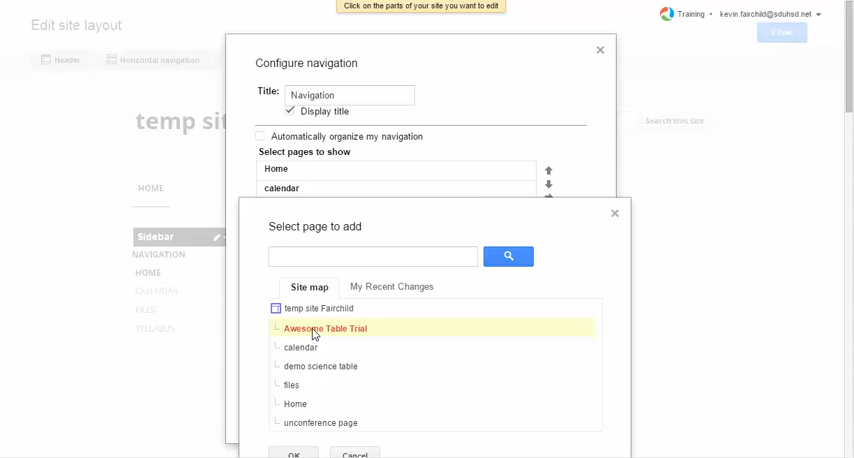 Click on the parts of your site you want to edit
Training
kevin.fairchild@sduhsd.net
Edit site layout
Close
Header
Horizontal navigation
Configure navigation
Title:
Navigation
Display title
temp sit
Search this site
Automatically organize my navigation
Select pages to show
Home
calendar
HOME
Select page to add
Sidebar
NAVIGATION
HOME
CALENDAR
FILES
SYLLABUS
Site map
My Recent Changes
temp site Fairchild
Awesome Table Trial
calendar
demo science table
files
Home
unconference page
OK
Cancel